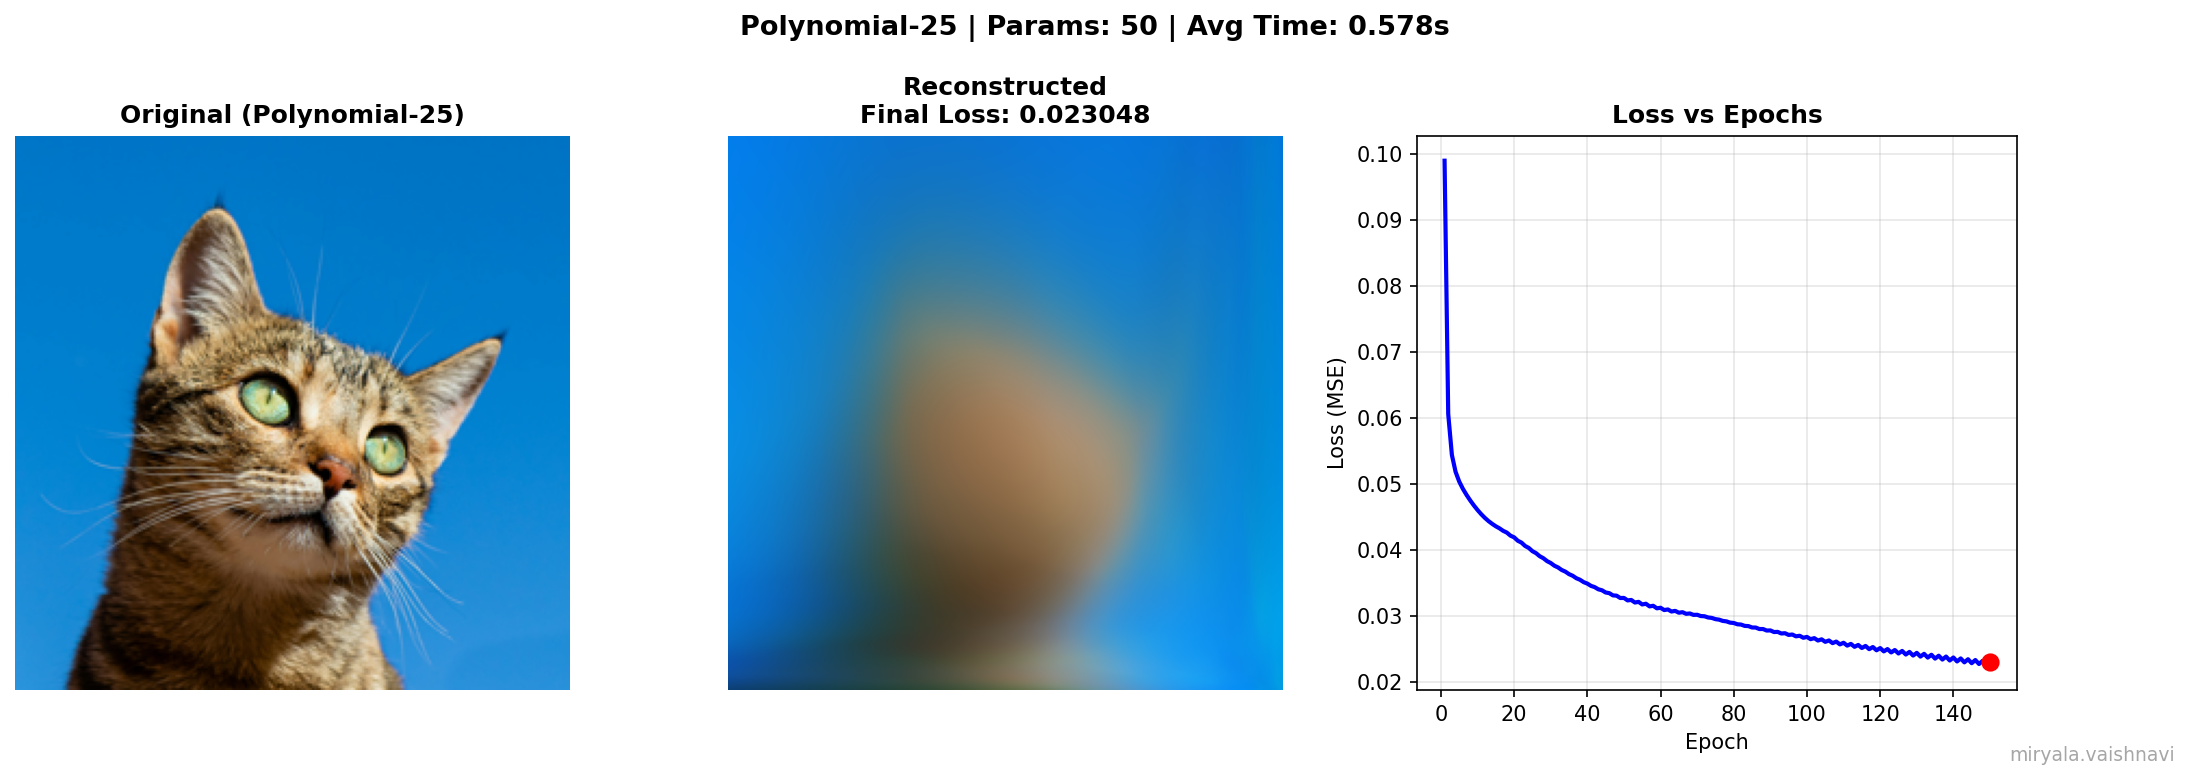 Polynomial-25 | Params: 50 | Avg Time: 0.578s
Original (Polynomial-25)
Reconstructed
Final Loss: 0.023048
Loss vs Epochs
Loss (MSE)
0.10
0.09
0.08
0.07
0.06
0.05
0.04
0.03
0.02
0 20 40 60 80 100 120 140
Epoch
miryala.vaishnavi